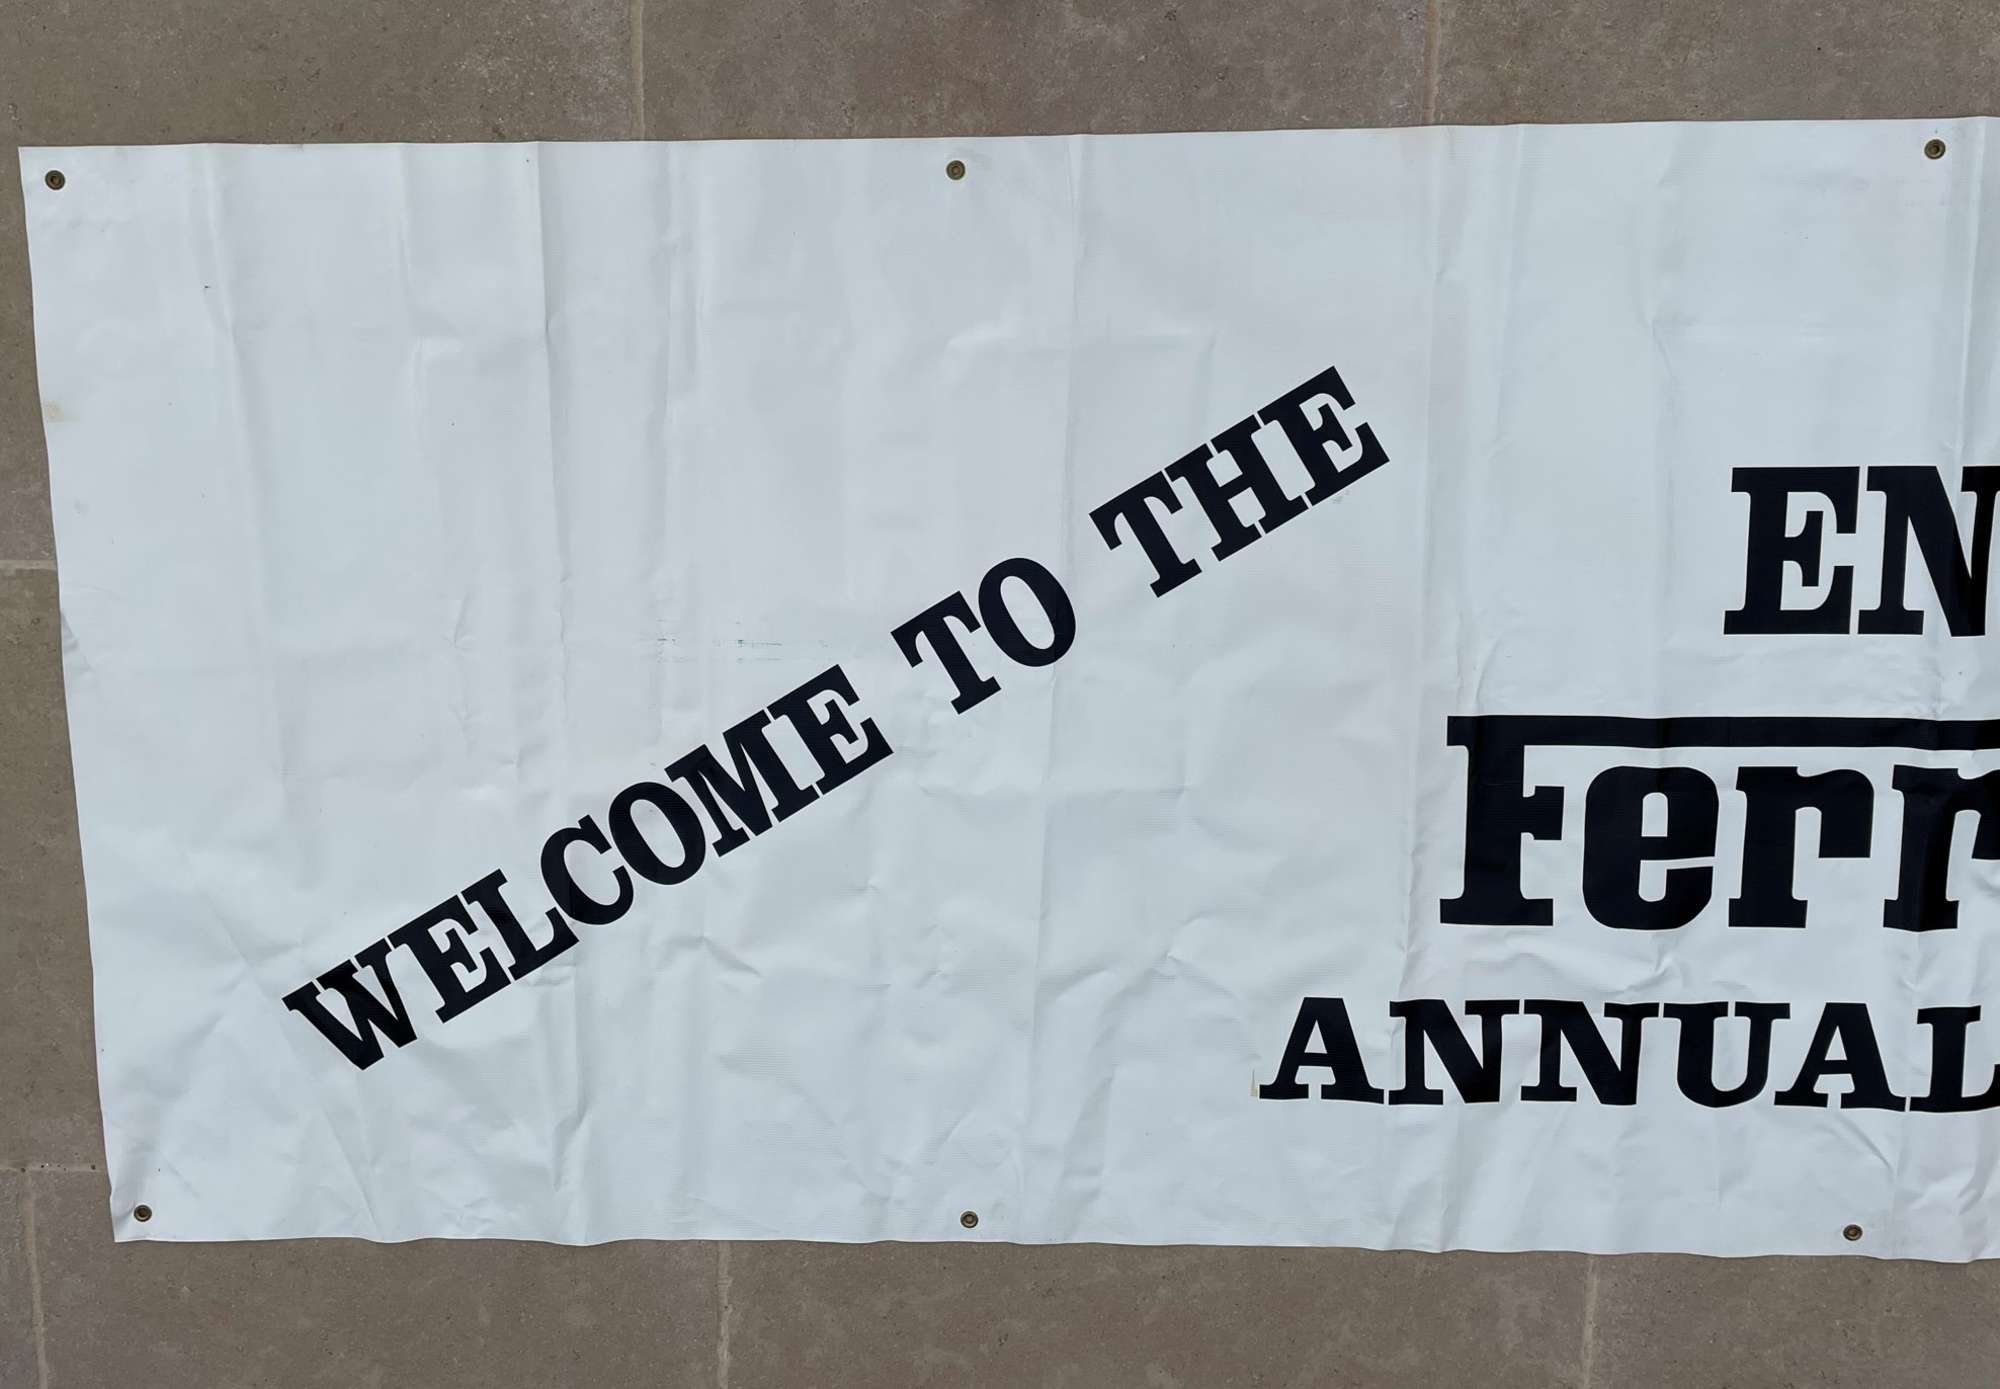 WELCOME TO THE
EN
Ferr
ANNUAL